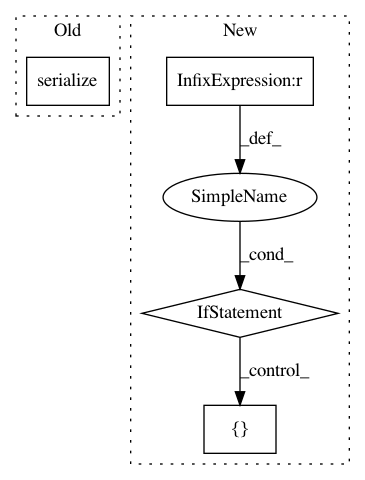 Old
New
serialize
InfixExpression:r
_def_
SimpleName
_cond_
IfStatement
_control_
{}